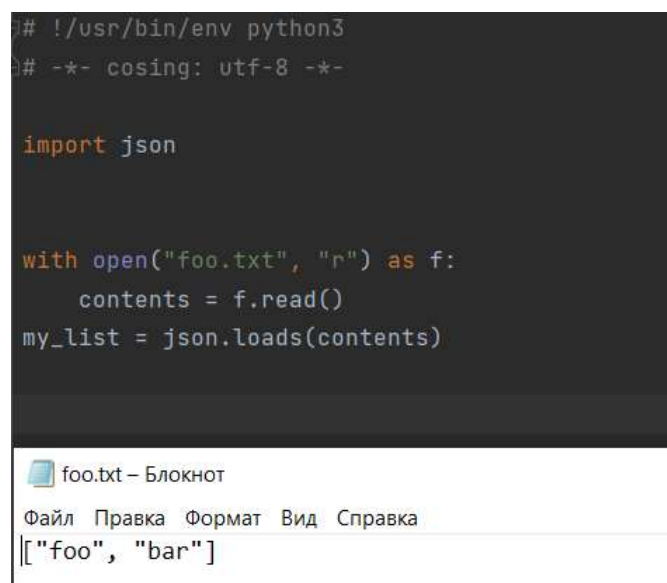 # !/usr/bin/env python3
# -*- cosing: utf-8 -*-
import json
with open("foo.txt", "r") as f:
    contents = f.read()
my_list = json.loads(contents)
foo.txt – Блокнот
Файл Правка Формат Вид Справка
["foo", "bar"]